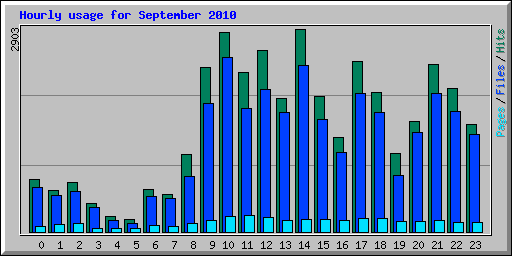 Hourly usage for September 2010
2903
Pages/Files/Hits
0 1 2 3 4 5 6 7 8 9 10 11 12 13 14 15 16 17 18 19 20 21 22 23